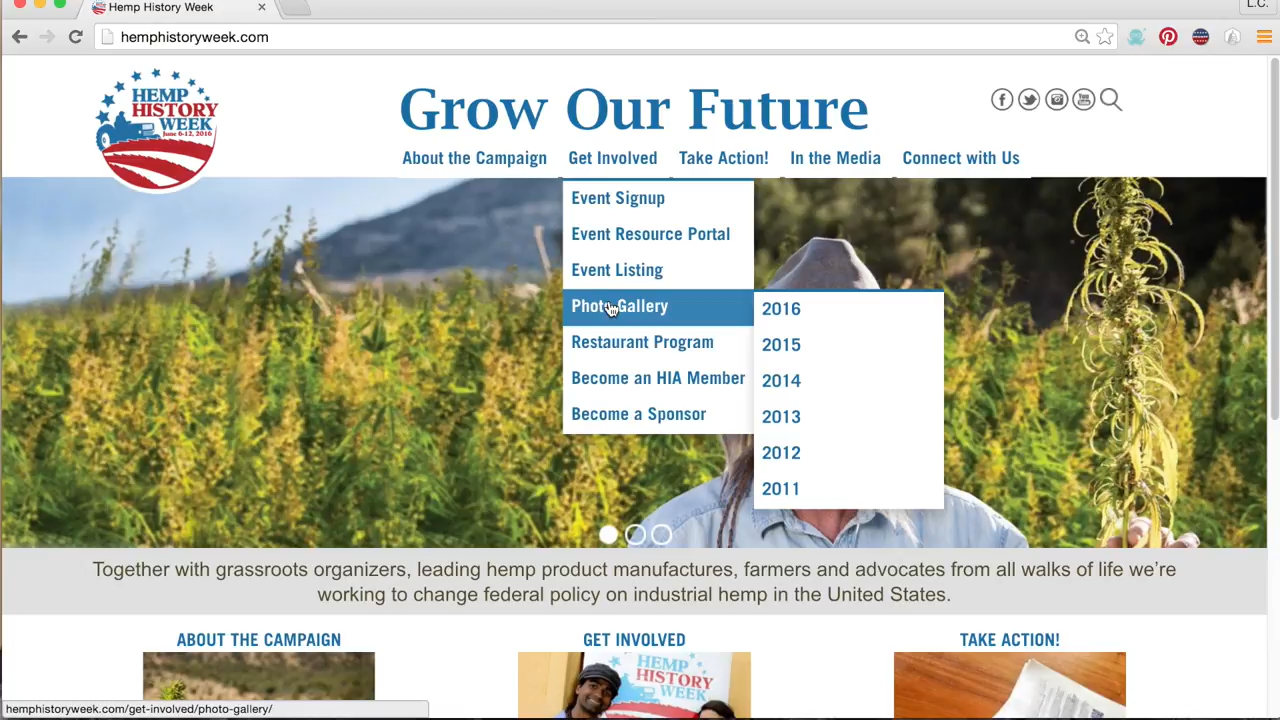 Hemp History Week
L.C.
hemphistoryweek.com
HEMP
HISTORY
WEEK
June 6-12, 2016
Grow Our Future
About the Campaign Get Involved Take Action! In the Media Connect with Us
Event Signup
Event Resource Portal
Event Listing
Photo Gallery
Restaurant Program
Become an HIA Member
Become a Sponsor
2016
2015
2014
2013
2012
2011
Together with grassroots organizers, leading hemp product manufactures, farmers and advocates from all walks of life we're
working to change federal policy on industrial hemp in the United States.
ABOUT THE CAMPAIGN GET INVOLVED TAKE ACTION!
HEMP
HISTORY
WEEK
hemphistoryweek.com/get-involved/photo-gallery/